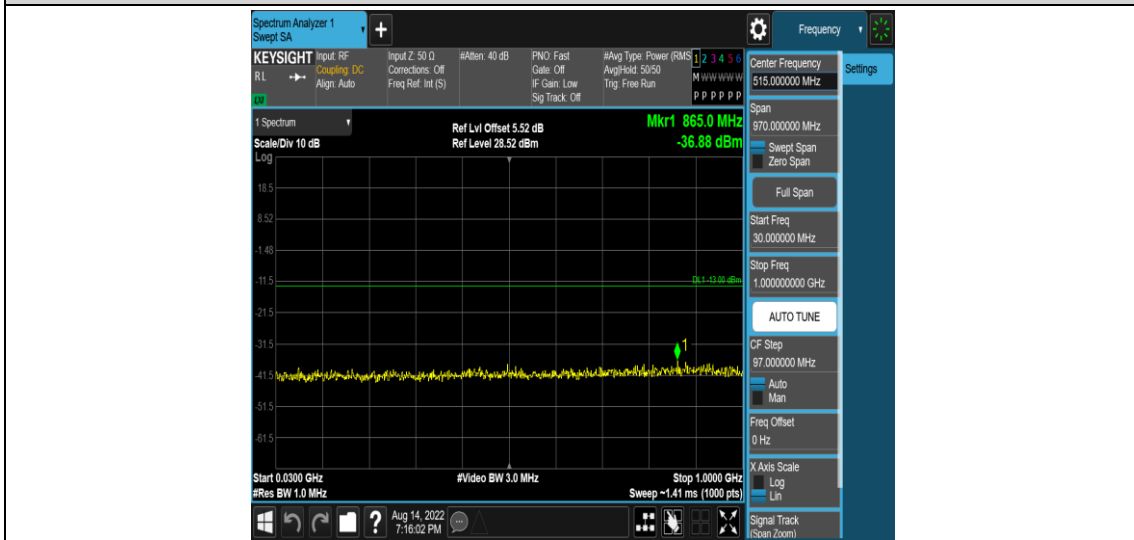 Spectrum Analyzer 1
Swept SA
+
Frequency
KEYSIGHT
RL
Input: RF
Coupling: DC
Align: Auto
Input Z: 50 Ω
Corrections: Off
Freq Ref: Int (S)
#Atten: 40 dB
PNO: Fast
Gate: Off
IF Gain: Low
Sig Track: Off
#Avg Type: Power (RMS
Avg|Hold: 50/50
Trig: Free Run
1 2 3 4 5 6
M W W W W W
P P P P P P
1 Spectrum
Scale/Div 10 dB
Ref Lvl Offset 5.52 dB
Ref Level 28.52 dBm
Mkr1 865.0 MHz
-36.88 dBm
Log
18.5
8.52
-1.48
-11.5
-21.5
-31.5
-41.5
-51.5
-61.5
DL1 -13.00 dBm
1
Start 0.0300 GHz
#Res BW 1.0 MHz
#Video BW 3.0 MHz
Stop 1.0000 GHz
Sweep ~1.41 ms (1000 pts)
Center Frequency
515.000000 MHz
Settings
Span
970.000000 MHz
Swept Span
Zero Span
Full Span
Start Freq
30.000000 MHz
Stop Freq
1.000000000 GHz
AUTO TUNE
CF Step
97.000000 MHz
Auto
Man
Freq Offset
0 Hz
X Axis Scale
Log
Lin
Signal Track
(Span Zoom)
?
Aug 14, 2022
7:16:02 PM